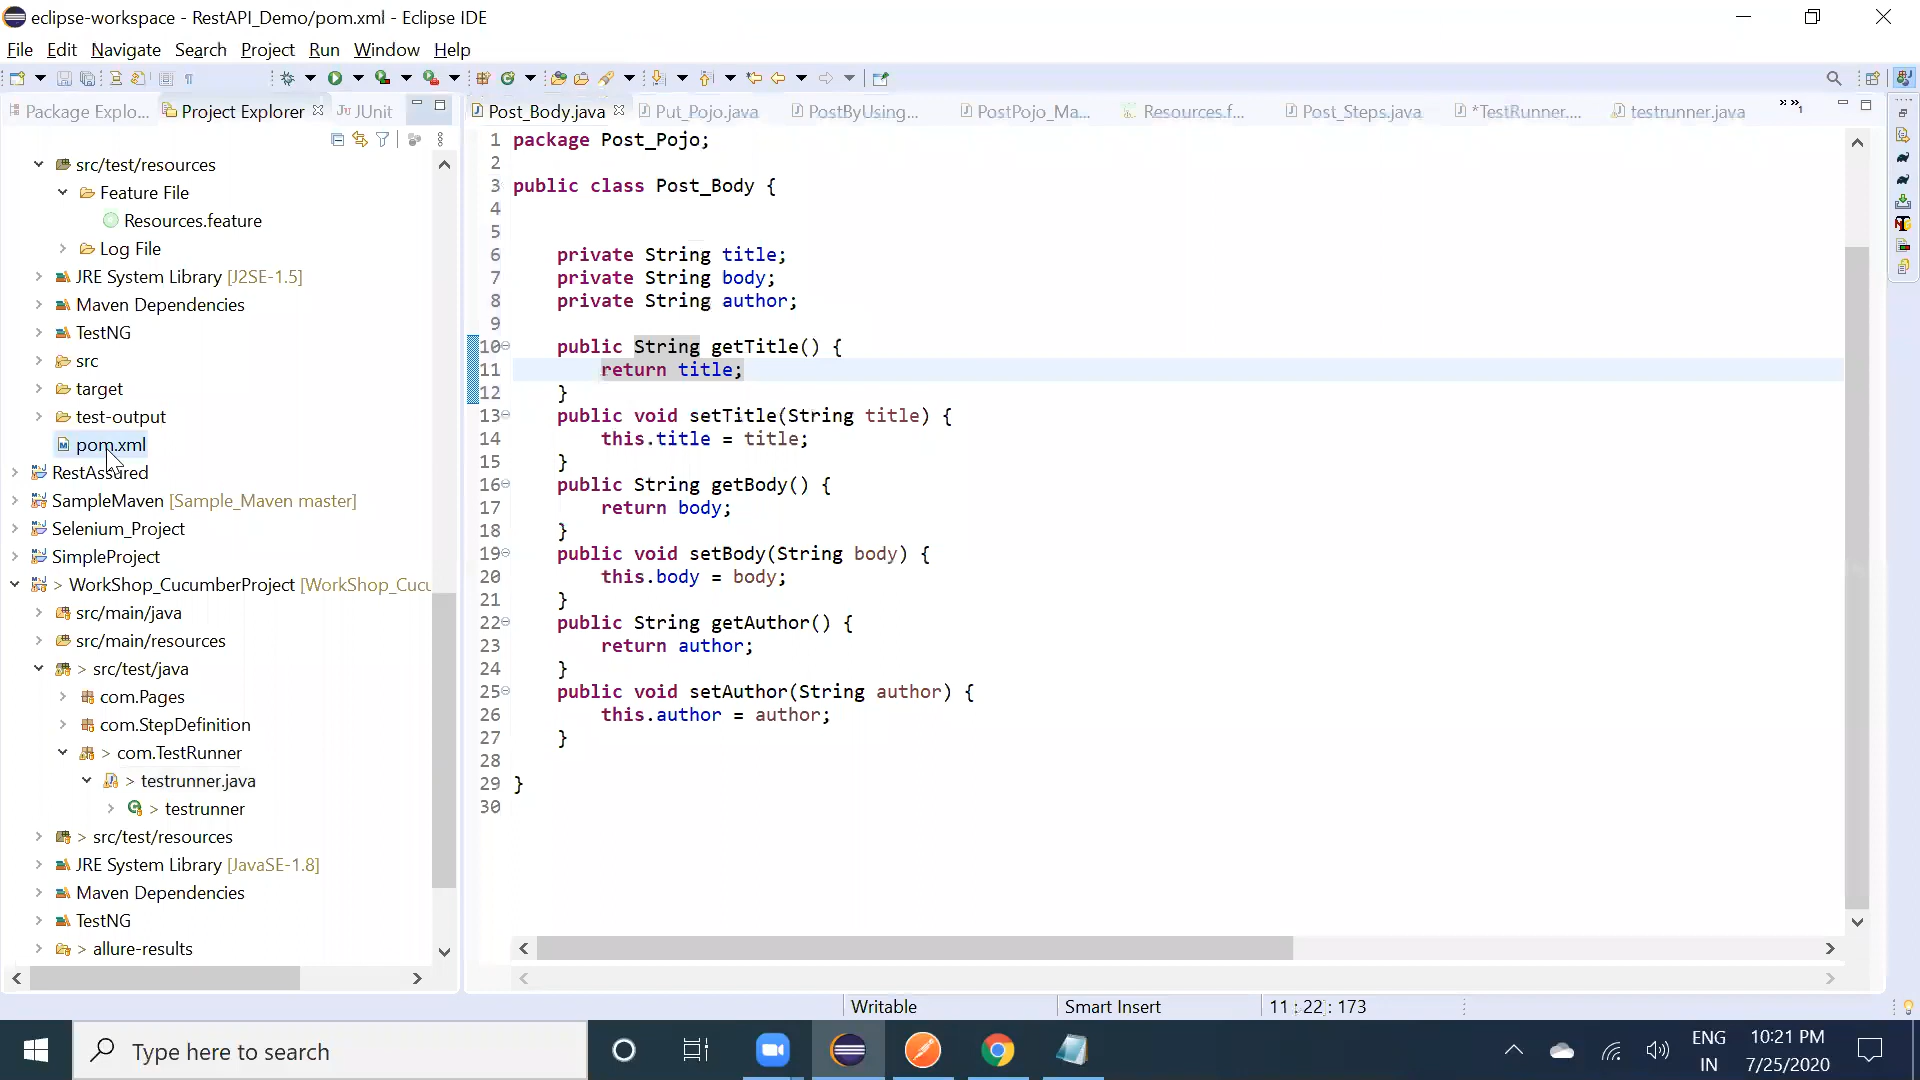 eclipse-workspace - RestAPI_Demo/pom.xml - Eclipse IDE
File Edit Navigate Search Project Run Window Help
Package Explo... Project Explorer JUnit
Post_Body.java Put_Pojo.java PostByUsing... PostPojo_Ma... Resources.f... Post_Steps.java *TestRunner.... testrunner.java »1
src/test/resources
Feature File
Resources.feature
Log File
JRE System Library [J2SE-1.5]
Maven Dependencies
TestNG
src
target
test-output
pom.xml
RestAssured
SampleMaven [Sample_Maven master]
Selenium_Project
SimpleProject
> WorkShop_CucumberProject [WorkShop_Cucu
src/main/java
src/main/resources
> src/test/java
com.Pages
com.StepDefinition
> com.TestRunner
> testrunner.java
> testrunner
> src/test/resources
JRE System Library [JavaSE-1.8]
Maven Dependencies
TestNG
> allure-results
1 package Post_Pojo;
2
3 public class Post_Body {
4
5
6 private String title;
7 private String body;
8 private String author;
9
10 public String getTitle() {
11 return title;
12 }
13 public void setTitle(String title) {
14 this.title = title;
15 }
16 public String getBody() {
17 return body;
18 }
19 public void setBody(String body) {
20 this.body = body;
21 }
22 public String getAuthor() {
23 return author;
24 }
25 public void setAuthor(String author) {
26 this.author = author;
27 }
28
29 }
30
Writable Smart Insert 11 : 22 : 173
Type here to search
ENG
IN
10:21 PM
7/25/2020